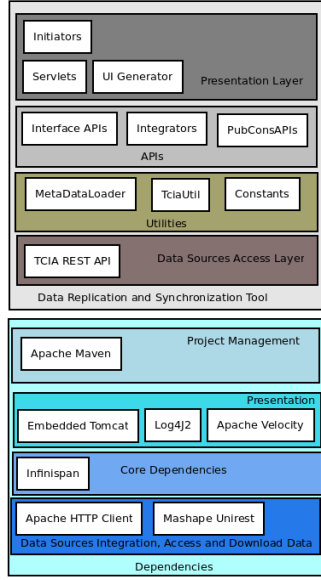 Initiators
Servlets
UI Generator
Presentation Layer
Interface APIs
Integrators
PubConsAPIs
APIs
MetaDataLoader
TciaUtil
Constants
Utilities
TCIA REST API
Data Sources Access Layer
Data Replication and Synchronization Tool
Project Management
Apache Maven
Presentation
Embedded Tomcat
Log4J2
Apache Velocity
Infinispan
Core Dependencies
Apache HTTP Client
Mashape Unirest
Data Sources Integration, Access and Download Data
Dependencies